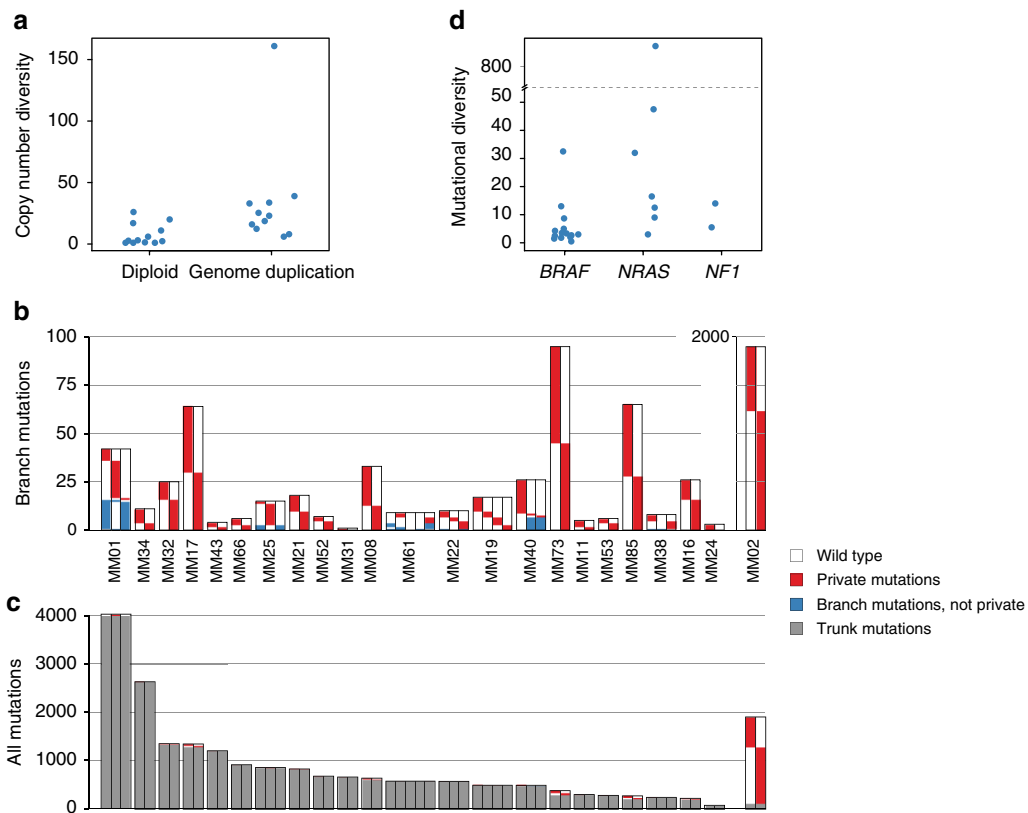 a
Copy number diversity
150
100
50
0
Diploid
Genome duplication
d
Mutational diversity
800
50
40
30
20
10
0
BRAF
NRAS
NF1
b
Branch mutations
100
75
50
25
0
2000
MM01
MM34
MM32
MM17
MM43
MM66
MM25
MM21
MM52
MM31
MM08
MM61
MM22
MM19
MM40
MM73
MM11
MM53
MM85
MM38
MM16
MM24
MM02
Wild type
Private mutations
Branch mutations, not private
Trunk mutations
c
All mutations
4000
3000
2000
1000
0